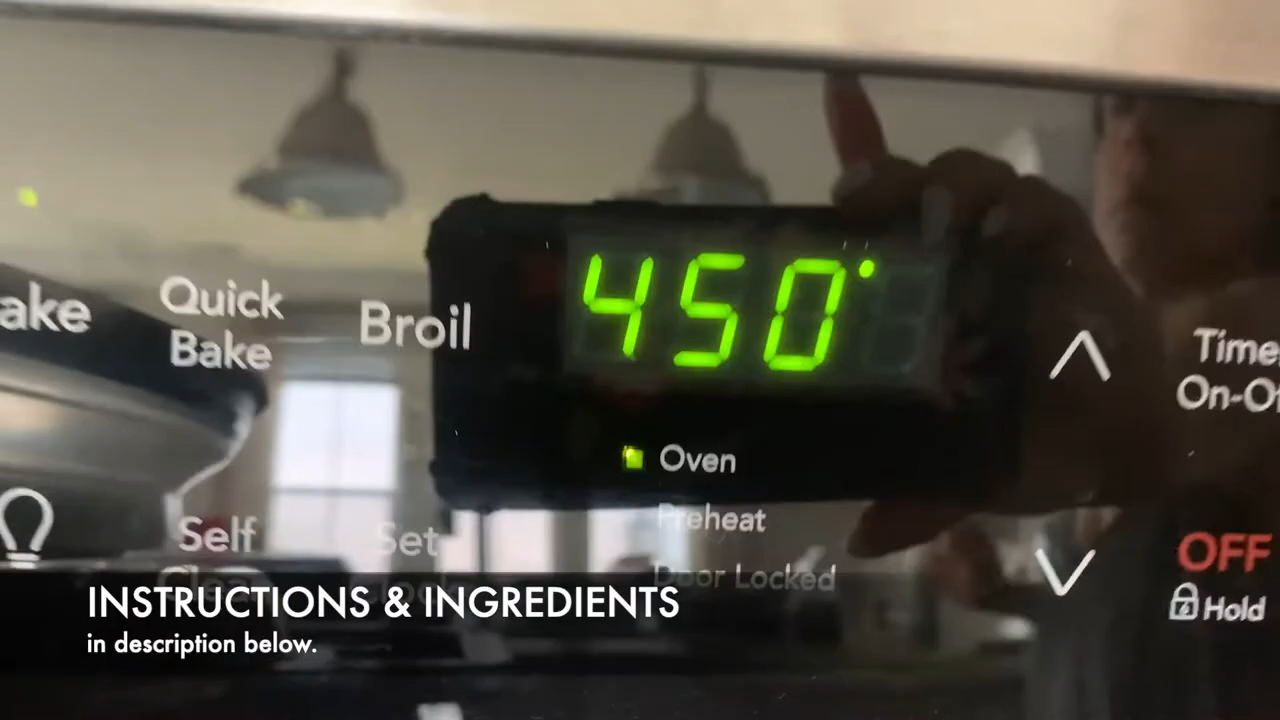 450°
ake
Quick
Bake
Broil
Time
On-O
Oven
Preheat
Door Locked
Self
Clean
Set
OFF
Hold
INSTRUCTIONS & INGREDIENTS
in description below.